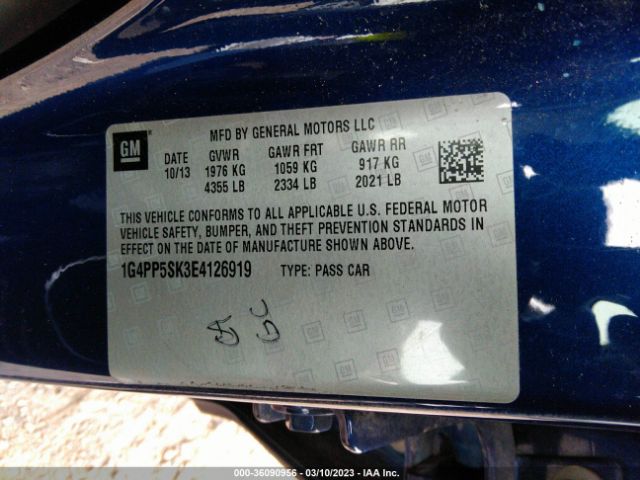 MFD BY GENERAL MOTORS LLC
GM
DATE GVWR GAWR FRT GAWR RR
10/13 1976 KG 1059 KG 917 KG
4355 LB 2334 LB 2021 LB
THIS VEHICLE CONFORMS TO ALL APPLICABLE U.S. FEDERAL MOTOR
VEHICLE SAFETY, BUMPER, AND THEFT PREVENTION STANDARDS IN
EFFECT ON THE DATE OF MANUFACTURE SHOWN ABOVE.
1G4PP5SK3E4126919 TYPE: PASS CAR
000-36090956 — 03/10/2023 — IAA Inc.